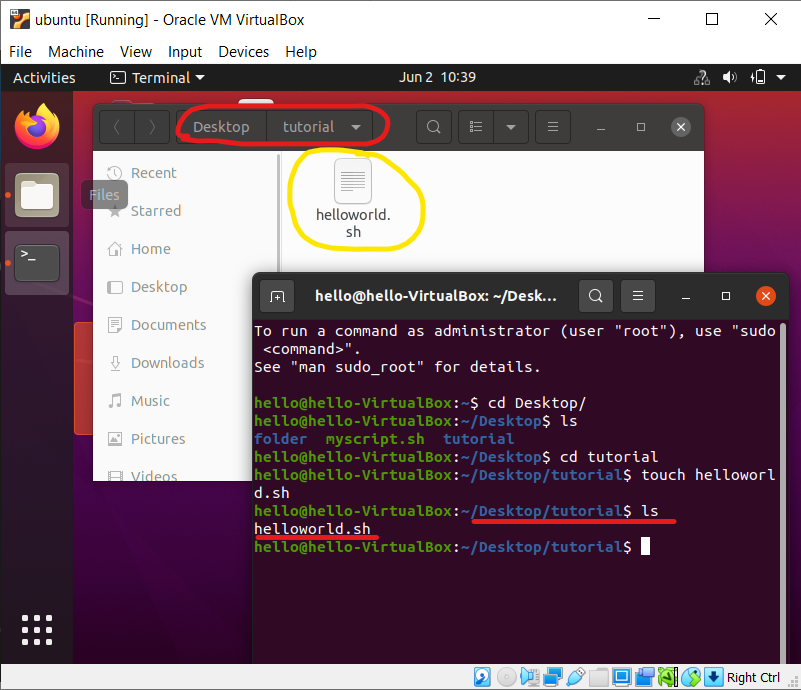 ubuntu [Running] - Oracle VM VirtualBox
File Machine View Input Devices Help
Activities Terminal Jun 2 10:39
Desktop tutorial
Files
Recent
Starred
Home
Desktop
Documents
Downloads
Music
Pictures
Videos
helloworld.
sh
hello@hello-VirtualBox: ~/Desk...
To run a command as administrator (user "root"), use "sudo
<command>".
See "man sudo_root" for details.
hello@hello-VirtualBox:~$ cd Desktop/
hello@hello-VirtualBox:~/Desktop$ ls
folder myscript.sh tutorial
hello@hello-VirtualBox:~/Desktop$ cd tutorial
hello@hello-VirtualBox:~/Desktop/tutorial$ touch helloworl
d.sh
hello@hello-VirtualBox:~/Desktop/tutorial$ ls
helloworld.sh
hello@hello-VirtualBox:~/Desktop/tutorial$
Right Ctrl